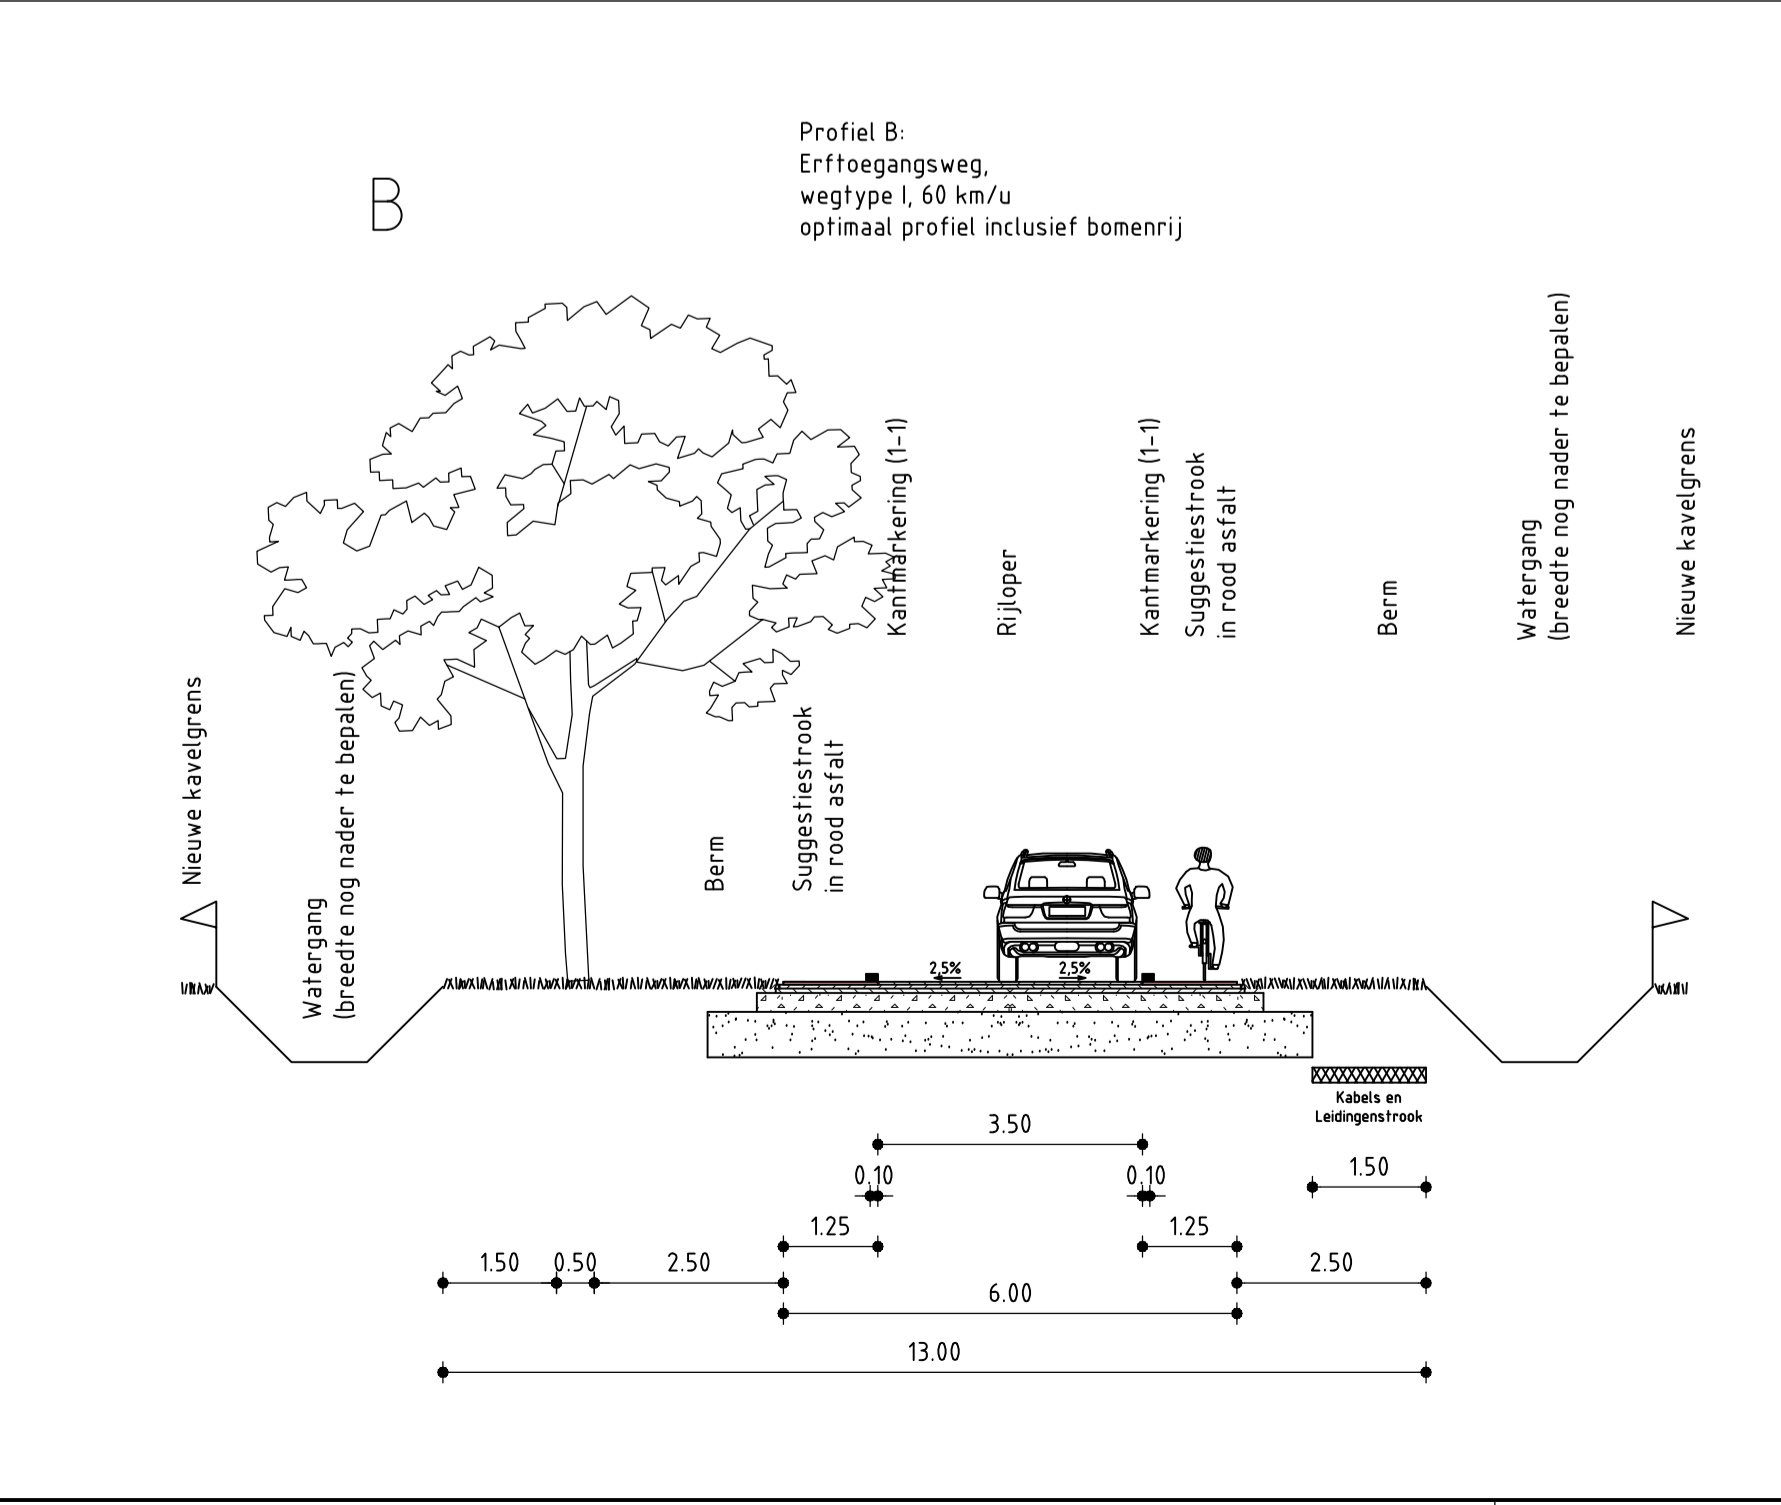 B
Profiel B:
Erftoegangsweg,
wegtype I, 60 km/u
optimaal profiel inclusief bomenrij
Nieuwe kavelgrens
Watergang
(breedte nog nader te bepalen)
Berm
Suggestiestrook
in rood asfalt
Kantmarkering (1-1)
Rijloper
Kantmarkering (1-1)
Suggestiestrook
in rood asfalt
Berm
Watergang
(breedte nog nader te bepalen)
Nieuwe kavelgrens
2,5%
2,5%
Kabels en
Leidingenstrook
3.50
0.10
0.10
1.50
1.25
1.25
1.50
0.50
2.50
2.50
6.00
13.00